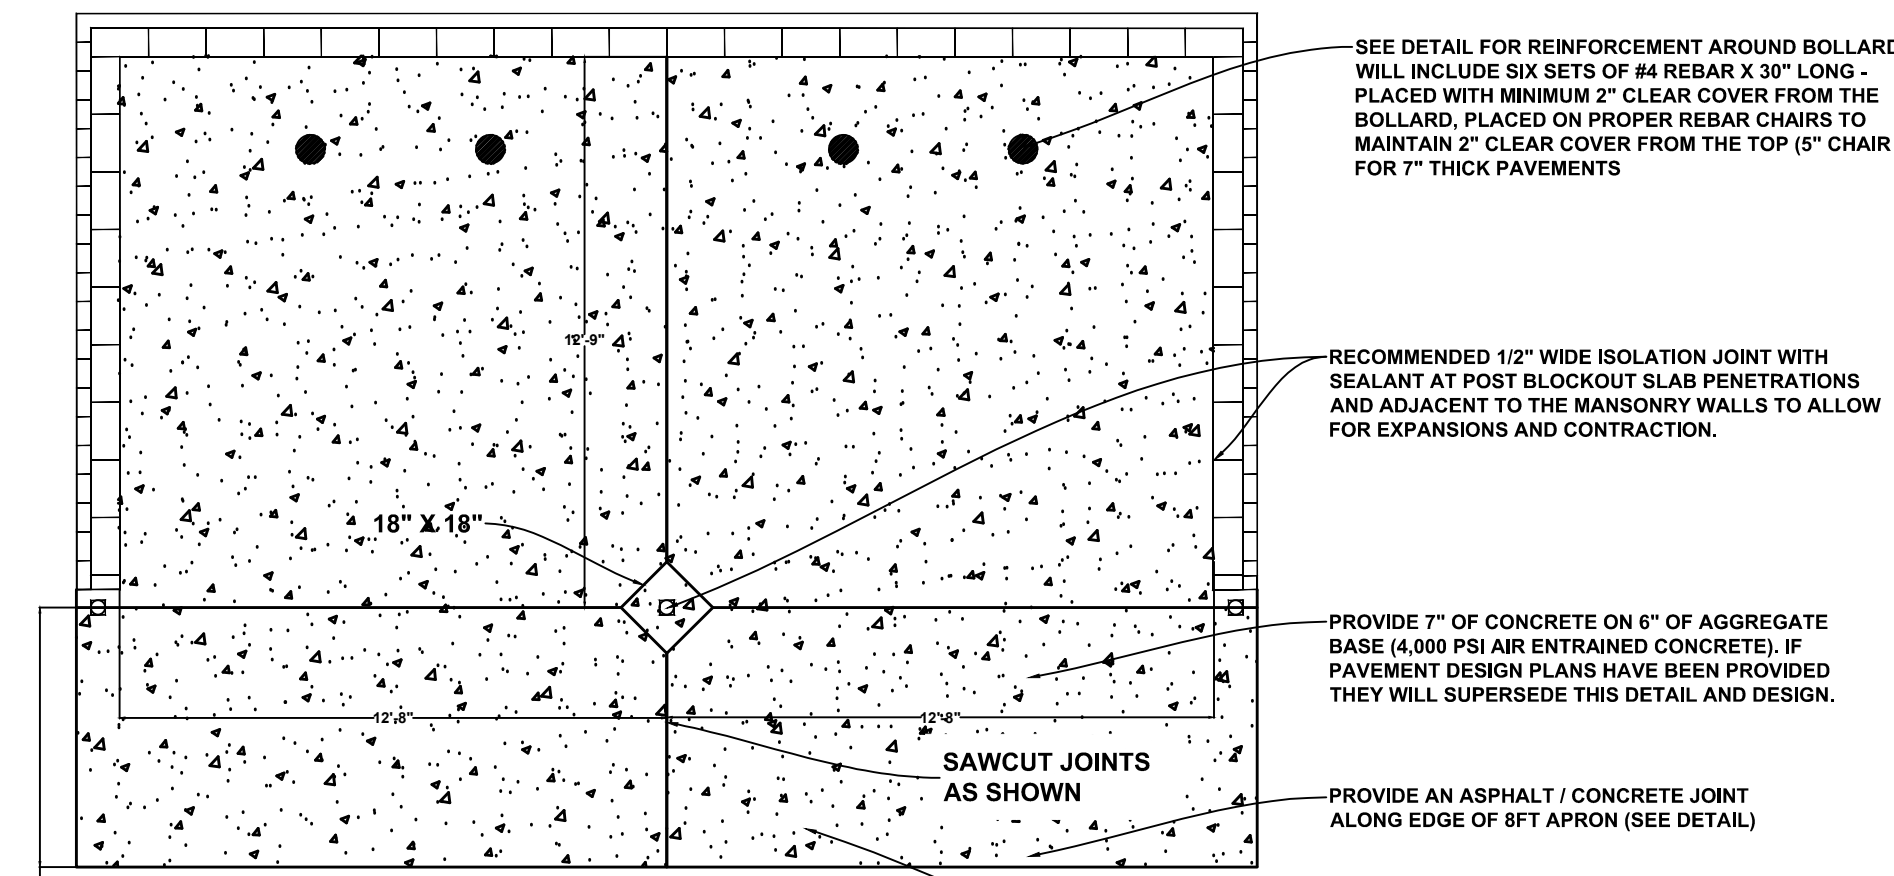 SEE DETAIL FOR REINFORCEMENT AROUND BOLLARD
WILL INCLUDE SIX SETS OF #4 REBAR X 30" LONG -
PLACED WITH MINIMUM 2" CLEAR COVER FROM THE
BOLLARD, PLACED ON PROPER REBAR CHAIRS TO
MAINTAIN 2" CLEAR COVER FROM THE TOP (5" CHAIR
FOR 7" THICK PAVEMENTS
12'-9"
RECOMMENDED 1/2" WIDE ISOLATION JOINT WITH
SEALANT AT POST BLOCKOUT SLAB PENETRATIONS
AND ADJACENT TO THE MANSONRY WALLS TO ALLOW
FOR EXPANSIONS AND CONTRACTION.
18" X 18"
PROVIDE 7" OF CONCRETE ON 6" OF AGGREGATE
BASE (4,000 PSI AIR ENTRAINED CONCRETE). IF
PAVEMENT DESIGN PLANS HAVE BEEN PROVIDED
THEY WILL SUPERSEDE THIS DETAIL AND DESIGN.
12'-8"
12'-8"
SAWCUT JOINTS
AS SHOWN
PROVIDE AN ASPHALT / CONCRETE JOINT
ALONG EDGE OF 8FT APRON (SEE DETAIL)